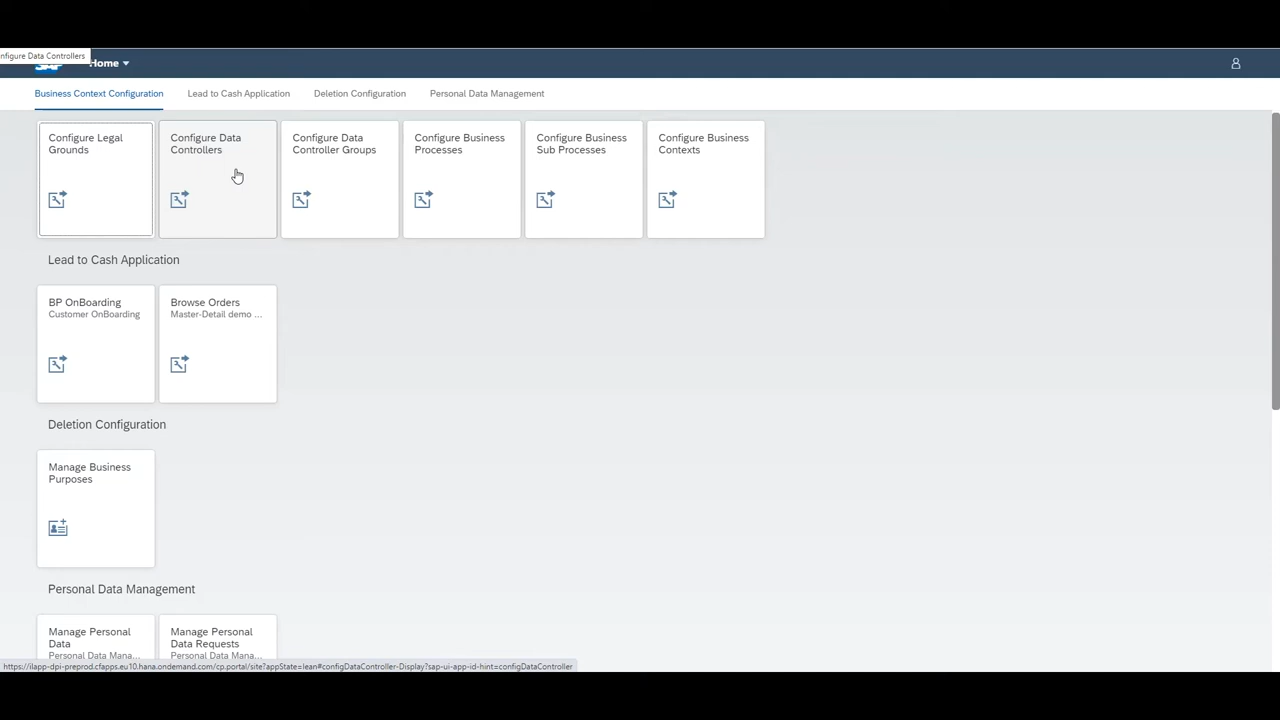 nfigure Data Controllers
SAP
Home
Business Context Configuration
Lead to Cash Application
Deletion Configuration
Personal Data Management
Configure Legal
Grounds
Configure Data
Controllers
Configure Data
Controller Groups
Configure Business
Processes
Configure Business
Sub Processes
Configure Business
Contexts
Lead to Cash Application
BP OnBoarding
Customer OnBoarding
Browse Orders
Master-Detail demo ...
Deletion Configuration
Manage Business
Purposes
Personal Data Management
Manage Personal
Data
Personal Data Mana...
Manage Personal
Data Requests
Personal Data Mana...
https://ilapp-dpi-preprod.cfapps.eu10.hana.ondemand.com/cp.portal/site?appState=lean#configDataController-Display?sap-ui-app-id-hint=configDataController